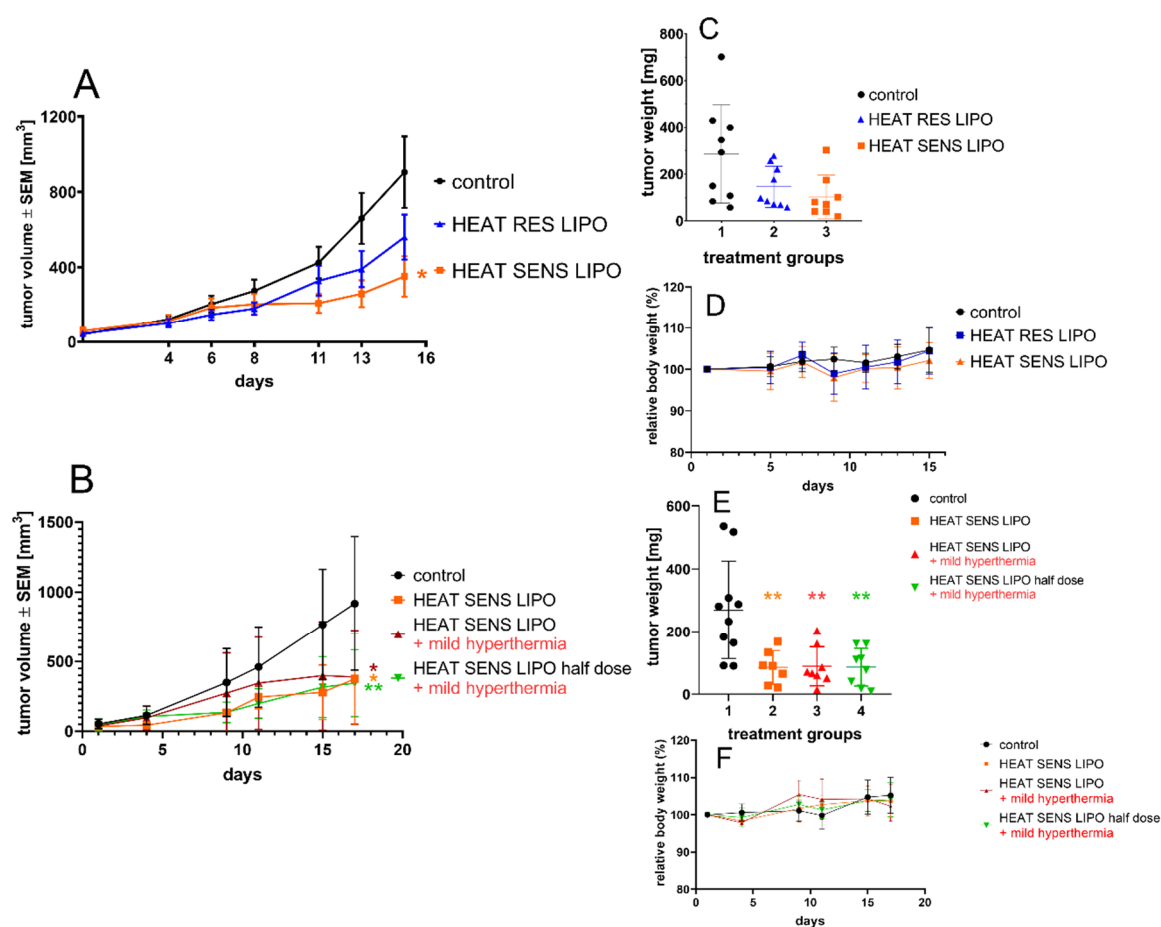 A
tumor volume ± SEM [mm³]
1200
800
400
0
4
6
8
11
13
16
days
control
HEAT RES LIPO
HEAT SENS LIPO
*
B
tumor volume ± SEM [mm³]
1500
1000
500
0
0
5
10
15
20
days
control
HEAT SENS LIPO
HEAT SENS LIPO
+ mild hyperthermia
HEAT SENS LIPO half dose
+ mild hyperthermia
*
*
**
C
tumor weight [mg]
800
600
400
200
0
1
2
3
treatment groups
control
HEAT RES LIPO
HEAT SENS LIPO
D
relative body weight (%)
120
110
100
90
80
0
5
10
15
days
control
HEAT RES LIPO
HEAT SENS LIPO
E
tumor weight [mg]
600
400
200
0
**
**
**
1
2
3
4
treatment groups
control
HEAT SENS LIPO
HEAT SENS LIPO
+ mild hyperthermia
HEAT SENS LIPO half dose
+ mild hyperthermia
F
relative body weight (%)
120
110
100
90
80
0
5
10
15
20
days
control
HEAT SENS LIPO
HEAT SENS LIPO
+ mild hyperthermia
HEAT SENS LIPO half dose
+ mild hyperthermia